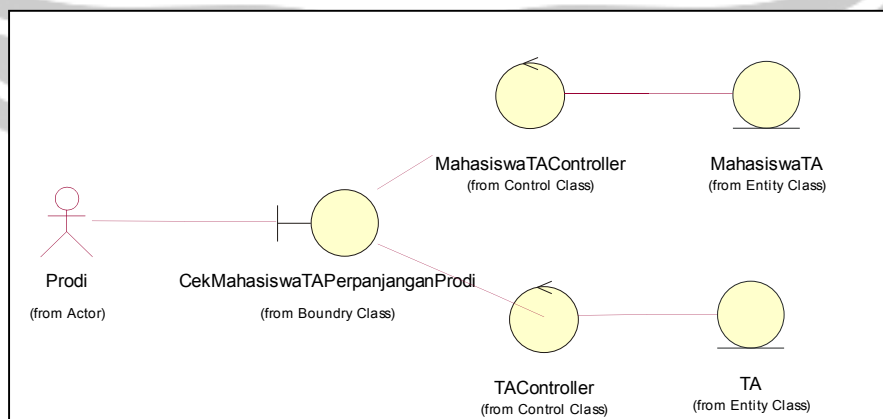 MahasiswaTAController
(from Control Class)
MahasiswaTA
(from Entity Class)
Prodi
(from Actor)
CekMahasiswaTAPerpanjanganProdi
(from Boundry Class)
TAController
(from Control Class)
TA
(from Entity Class)